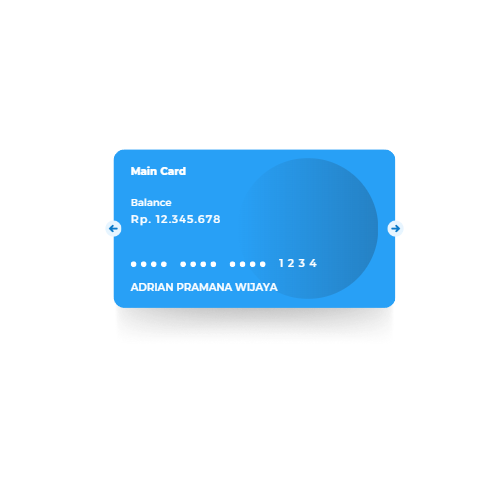 Main Card
Balance
Rp. 12.345.678
•••• •••• •••• 1234
ADRIAN PRAMANA WIJAYA